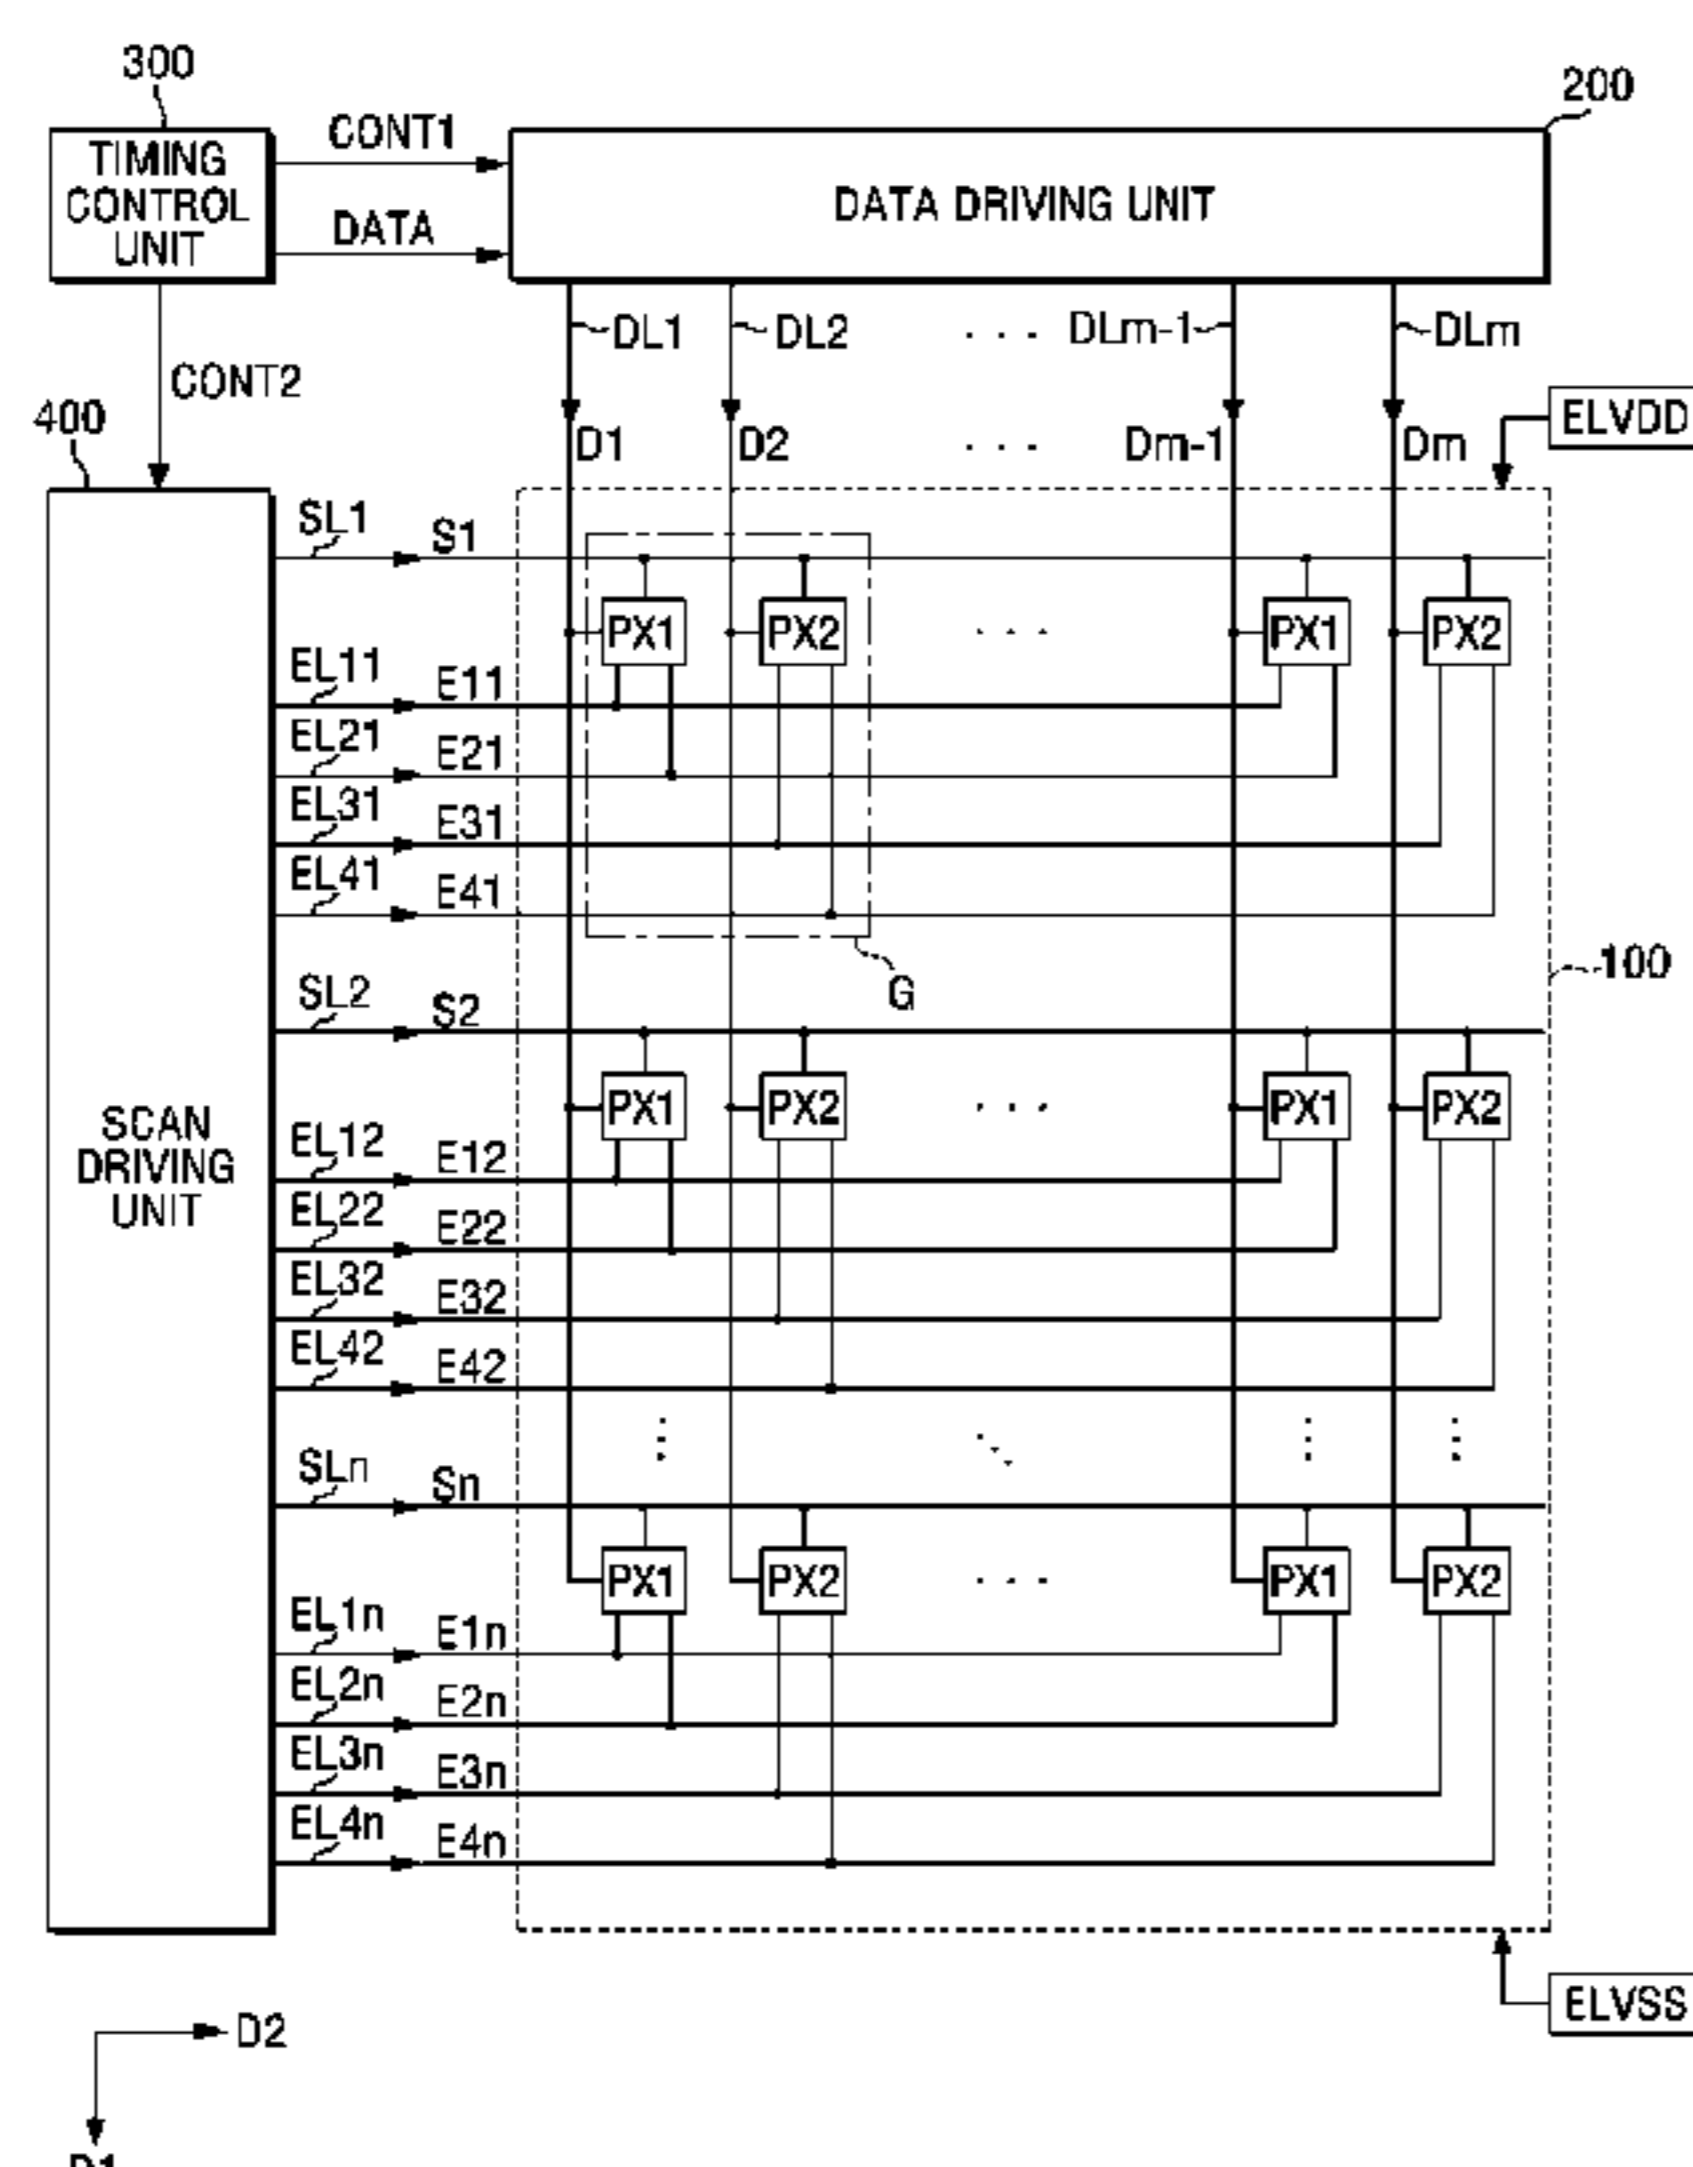 300
200
TIMING
CONTROL
UNIT
CONT1
DATA
DATA DRIVING UNIT
DL1
DL2
. . .
DLm-1
DLm
CONT2
400
ELVDD
D1
D2
. . .
Dm-1
Dm
SL1
S1
PX1
PX2
. . .
PX1
PX2
EL11
E11
EL21
E21
EL31
E31
EL41
E41
G
100
SL2
S2
SCAN
DRIVING
UNIT
PX1
PX2
. . .
PX1
PX2
EL12
E12
EL22
E22
EL32
E32
EL42
E42
SLn
Sn
PX1
PX2
. . .
PX1
PX2
EL1n
E1n
EL2n
E2n
EL3n
E3n
EL4n
E4n
ELVSS
D2
D1